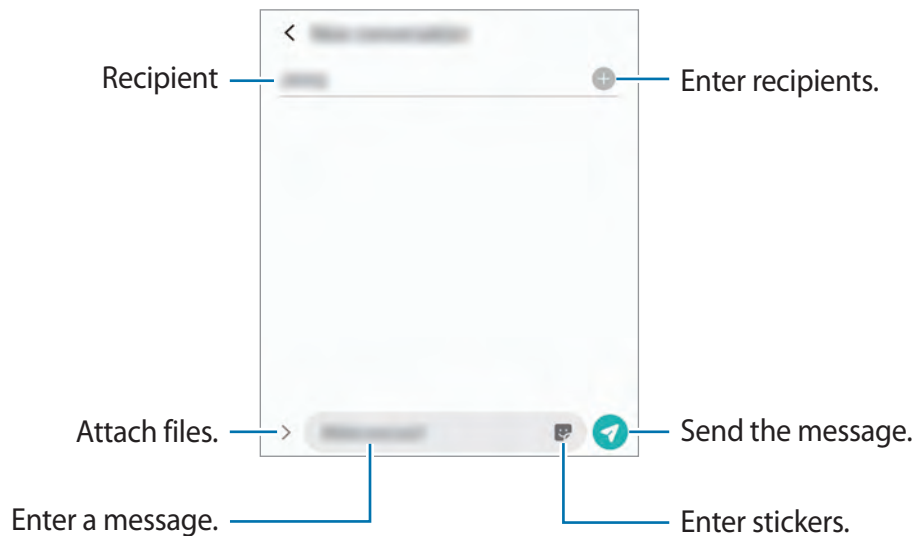 Recipient
Enter recipients.
Attach files.
Send the message.
Enter a message.
Enter stickers.